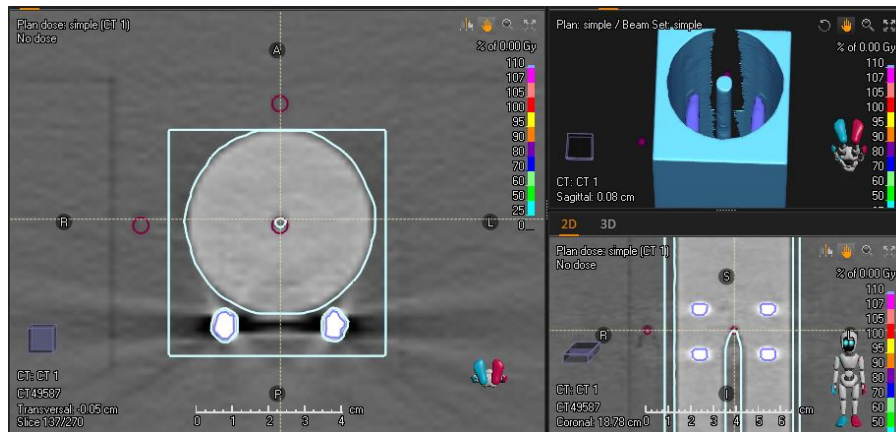 Plan dose: simple (CT 1)
No dose
A
% of 0.00 Gy
110
107
105
100
95
90
80
70
60
50
25
0
R
L
P
CT: CT 1
CT49587
Transversal: -0.05 cm
Slice 137/270
0 1 2 3 4 cm
Plan: simple / Beam Set: simple
% of 0.00 Gy
110
107
105
100
95
90
80
70
60
50
25
CT: CT 1
Sagittal: 0.08 cm
2D 3D
Plan dose: simple (CT 1)
No dose
S
% of 0.00 Gy
110
107
105
100
95
90
80
70
60
50
25
0
R
I
CT: CT 1
CT49587
Coronal: 18.78 cm
0 1 2 3 4 5 6 cm